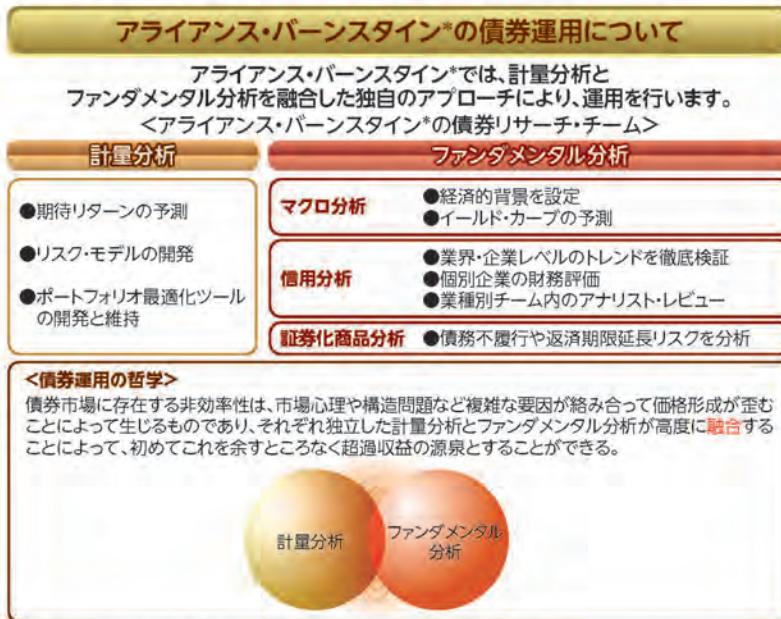 アライアンス・バーンスタイン*の債券運用について
アライアンス・バーンスタイン*では、計量分析と
ファンダメンタル分析を融合した独自のアプローチにより、運用を行います。
＜アライアンス・バーンスタイン*の債券リサーチ・チーム＞
計量分析
●期待リターンの予測
●リスク・モデルの開発
●ポートフォリオ最適化ツール
の開発と維持
ファンダメンタル分析
マクロ分析
●経済的背景を設定
●イールド・カーブの予測
信用分析
●業界・企業レベルのトレンドを徹底検証
●個別企業の財務評価
●業種別チーム内のアナリスト・レビュー
証券化商品分析
●債務不履行や返済期限延長リスクを分析
＜債券運用の哲学＞
債券市場に存在する非効率性は、市場心理や構造問題など複雑な要因が絡み合って価格形成が歪む
ことによって生じるものであり、それぞれ独立した計量分析とファンダメンタル分析が高度に融合する
ことによって、初めてこれを余すところなく超過収益の源泉とすることができる。
計量分析
ファンダメンタル
分析